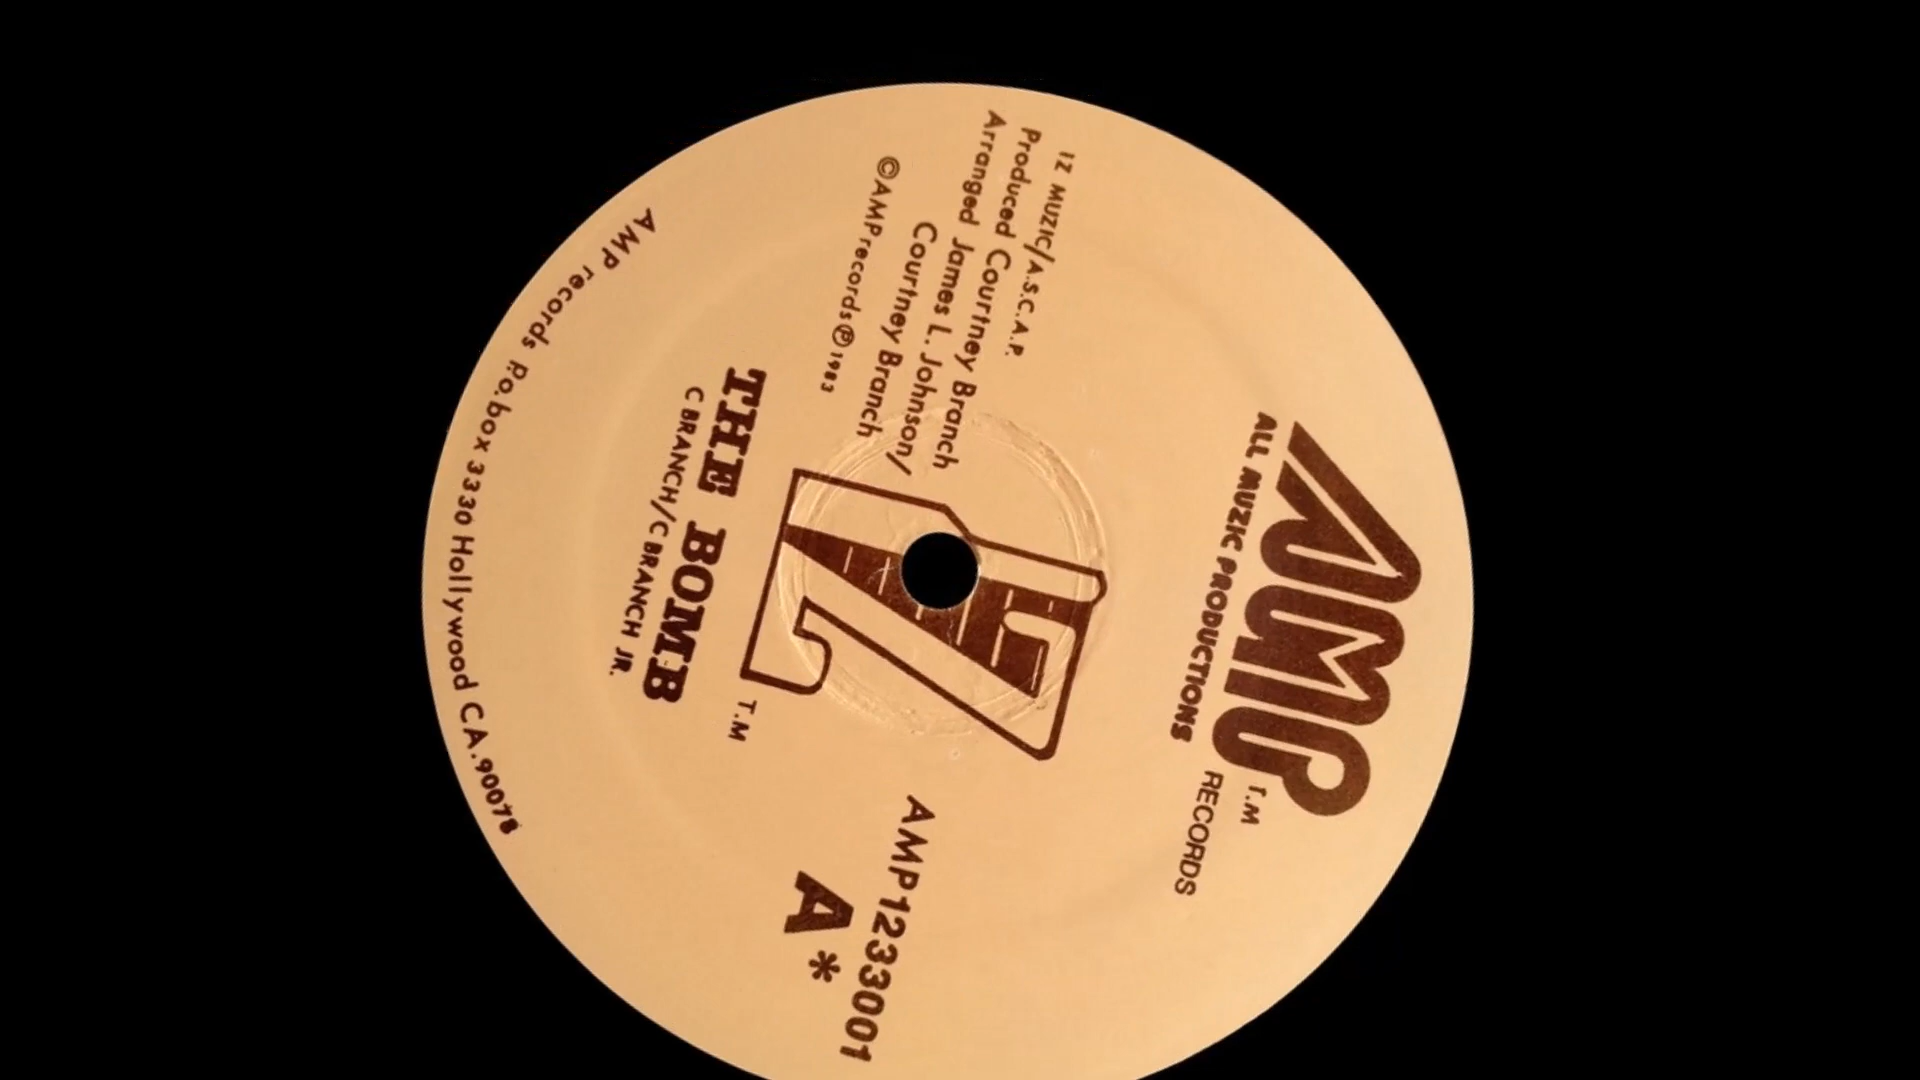 AMP T.M
ALL MUZIC PRODUCTIONS RECORDS
IZ MUZIC/A.S.C.A.P.
Produced Courtney Branch
Arranged James L. Johnson/
Courtney Branch
©AMPrecords℗1983
AMP1233001
A*
T.M
THE BOMB
C BRANCH/C BRANCH JR.
AMP records P.o.box 3330 Hollywood CA.90078